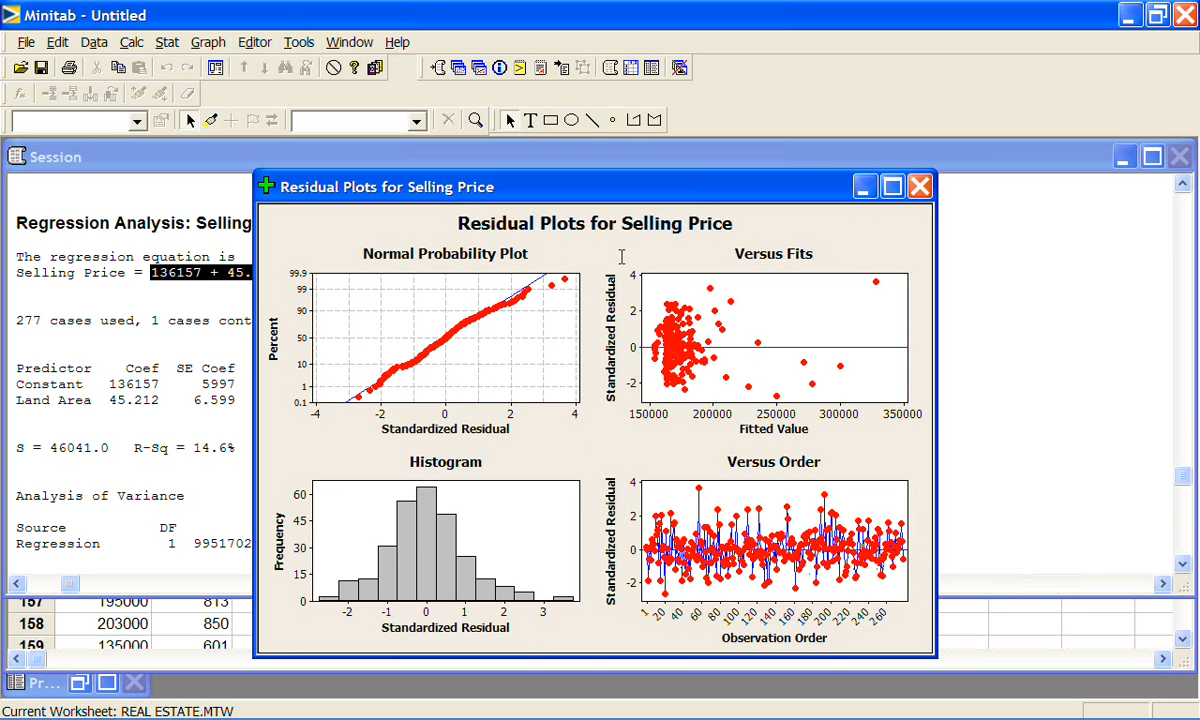 Minitab - Untitled
File Edit Data Calc Stat Graph Editor Tools Window Help
Session
Regression Analysis: Selling
The regression equation is
Selling Price = 136157 + 45.
277 cases used, 1 cases cont
Predictor Coef SE Coef
Constant 136157 5997
Land Area 45.212 6.599
S = 46041.0 R-Sq = 14.6%
Analysis of Variance
Source DF
Regression 1 9951702
157 195000 813
158 203000 850
159 135000 601
Pr...
Current Worksheet: REAL ESTATE.MTW
Residual Plots for Selling Price
Residual Plots for Selling Price
Normal Probability Plot
Percent
99.9
99
90
50
10
1
0.1
-4 -2 0 2 4
Standardized Residual
Versus Fits
Standardized Residual
4
2
0
-2
150000 200000 250000 300000 350000
Fitted Value
Histogram
Frequency
60
45
30
15
0
-2 -1 0 1 2 3
Standardized Residual
Versus Order
Standardized Residual
4
2
0
-2
1 20 40 60 80 100 120 140 160 180 200 220 240 260
Observation Order